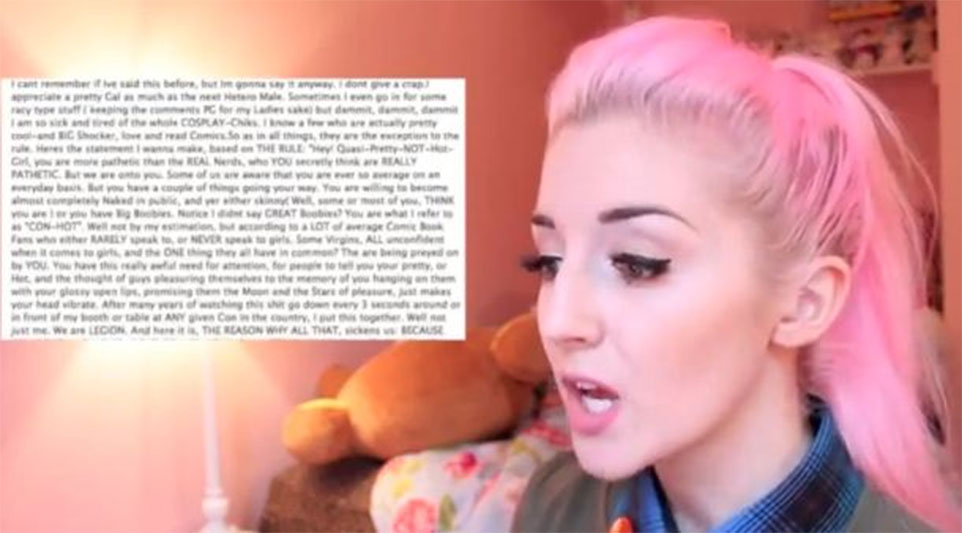 I cant remember if Ive said this before, but Im gonna say it anyway. I dont give a crap.I
appreciate a pretty Gal as much as the next Hetero Male. Sometimes I even go in for some
racy type stuff ( keeping the comments PG for my Ladies sake) but dammit, dammit, dammit
I am so sick and tired of the whole COSPLAY-Chiks. I know a few who are actually pretty
cool-and BIG Shocker, love and read Comics.So as in all things, they are the exception to the
rule. Heres the statement I wanna make, based on THE RULE: "Hey! Quasi-Pretty-NOT-Hot-
Girl, you are more pathetic than the REAL Nerds, who YOU secretly think are REALLY
PATHETIC. But we are onto you. Some of us are aware that you are ever so average on an
everyday basis. But you have a couple of things going your way. You are willing to become
almost completely Naked in public, and yer either skinny( Well, some or most of you, THINK
you are ) or you have Big Boobies. Notice I didnt say GREAT Boobies? You are what I refer to
as "CON-HOT". Well not by my estimation, but according to a LOT of average Comic Book
Fans who either RARELY speak to, or NEVER speak to girls. Some Virgins, ALL unconfident
when it comes to girls, and the ONE thing they all have in common? The are being preyed on
by YOU. You have this really awful need for attention, for people to tell you your pretty, or
Hot, and the thought of guys pleasuring themselves to the memory of you hanging on them
with your glossy open lips, promising them the Moon and the Stars of pleasure, just makes
your head vibrate. After many years of watching this shit go down every 3 seconds around or
in front of my booth or table at ANY given Con in the country, I put this together. Well not
just me. We are LEGION. And here it is, THE REASON WHY ALL THAT, sickens us: BECAUSE